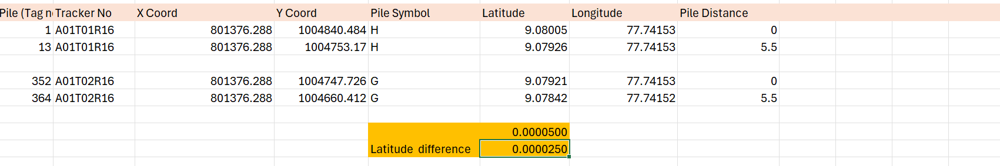 Pile (Tag n Tracker No X Coord Y Coord Pile Symbol Latitude Longitude Pile Distance
1 A01T01R16 801376.288 1004840.484 H 9.08005 77.74153 0
13 A01T01R16 801376.288 1004753.17 H 9.07926 77.74153 5.5
352 A01T02R16 801376.288 1004747.726 G 9.07921 77.74153 0
364 A01T02R16 801376.288 1004660.412 G 9.07842 77.74152 5.5
0.0000500
Latitude difference 0.0000250